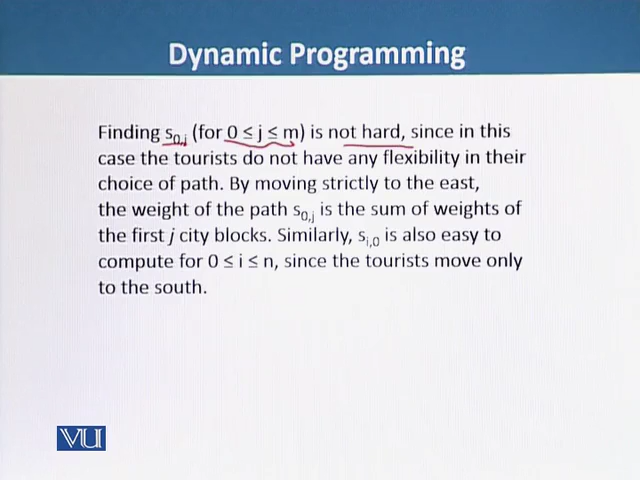 Dynamic Programming
Finding s₀,ⱼ (for 0 ≤ j ≤ m) is not hard, since in this
case the tourists do not have any flexibility in their
choice of path. By moving strictly to the east,
the weight of the path s₀,ⱼ is the sum of weights of
the first j city blocks. Similarly, sᵢ,₀ is also easy to
compute for 0 ≤ i ≤ n, since the tourists move only
to the south.
VU